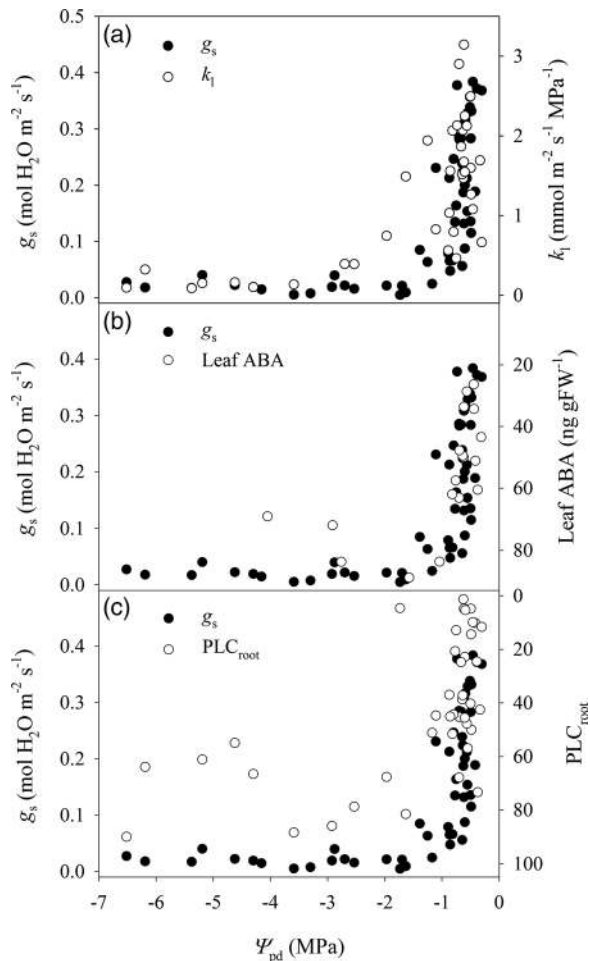 (a)
gₛ
kₗ
0.5
0.4
0.3
0.2
0.1
0.0
gₛ (mol H₂O m⁻² s⁻¹)
3
2
1
0
kₗ (mmol m⁻² s⁻¹ MPa⁻¹)
(b)
gₛ
Leaf ABA
0.4
0.3
0.2
0.1
0.0
gₛ (mol H₂O m⁻² s⁻¹)
20
40
60
80
Leaf ABA (ng gFW⁻¹)
(c)
gₛ
PLCroot
0.4
0.3
0.2
0.1
0.0
gₛ (mol H₂O m⁻² s⁻¹)
0
20
40
60
80
100
PLCroot
-7 -6 -5 -4 -3 -2 -1 0
Ψpd (MPa)